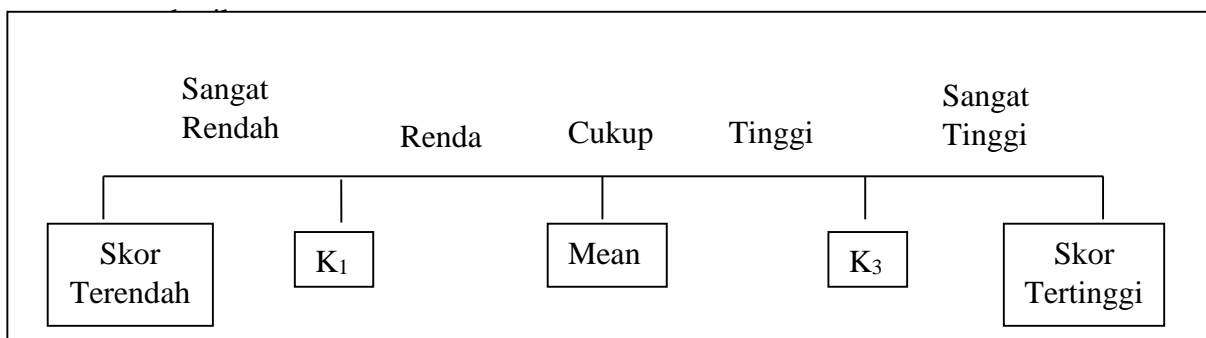 Sangat
Rendah
Renda
Cukup
Tinggi
Sangat
Tinggi
Skor
Terendah
K₁
Mean
K₃
Skor
Tertinggi